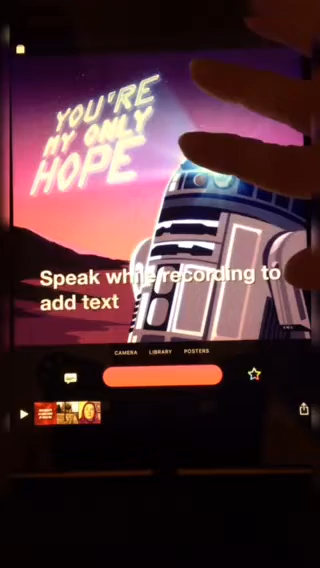 YOU'RE
MY ONLY
HOPE
Speak while recording to
add text
CAMERA LIBRARY POSTERS